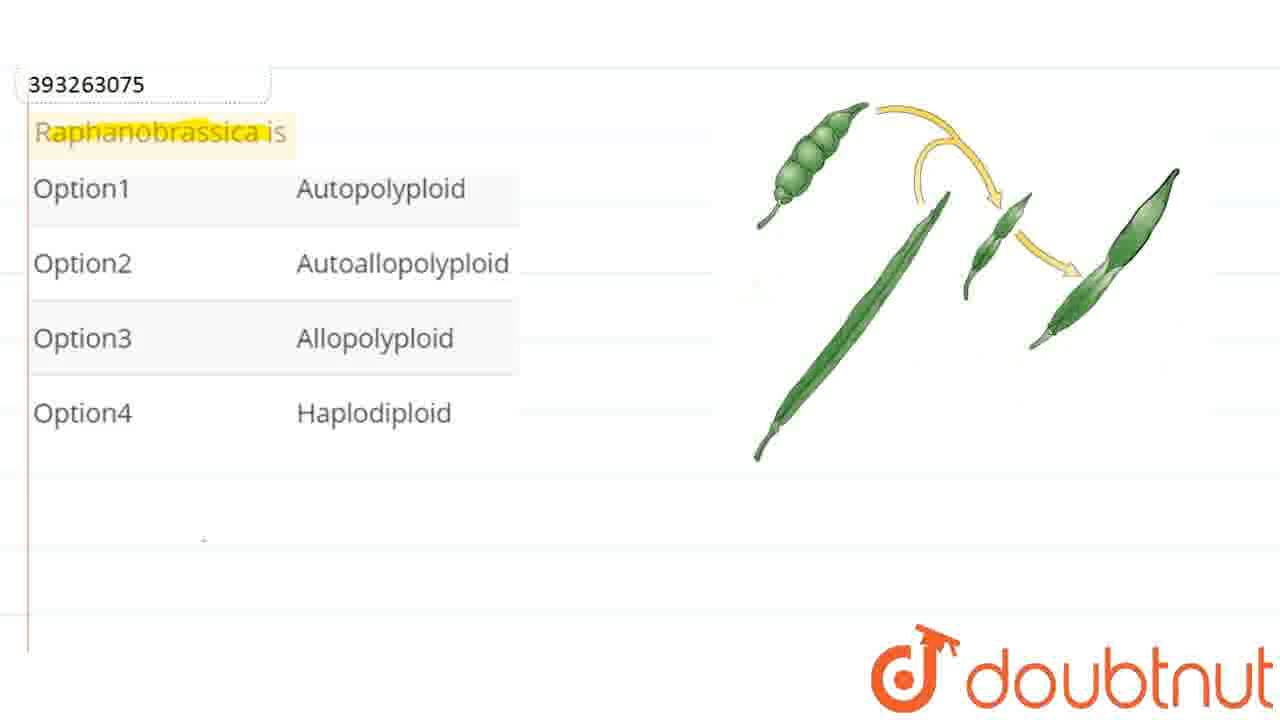 393263075
Raphanobrassica is
Option1 Autopolyploid
Option2 Autoallopolyploid
Option3 Allopolyploid
Option4 Haplodiploid
doubtnut